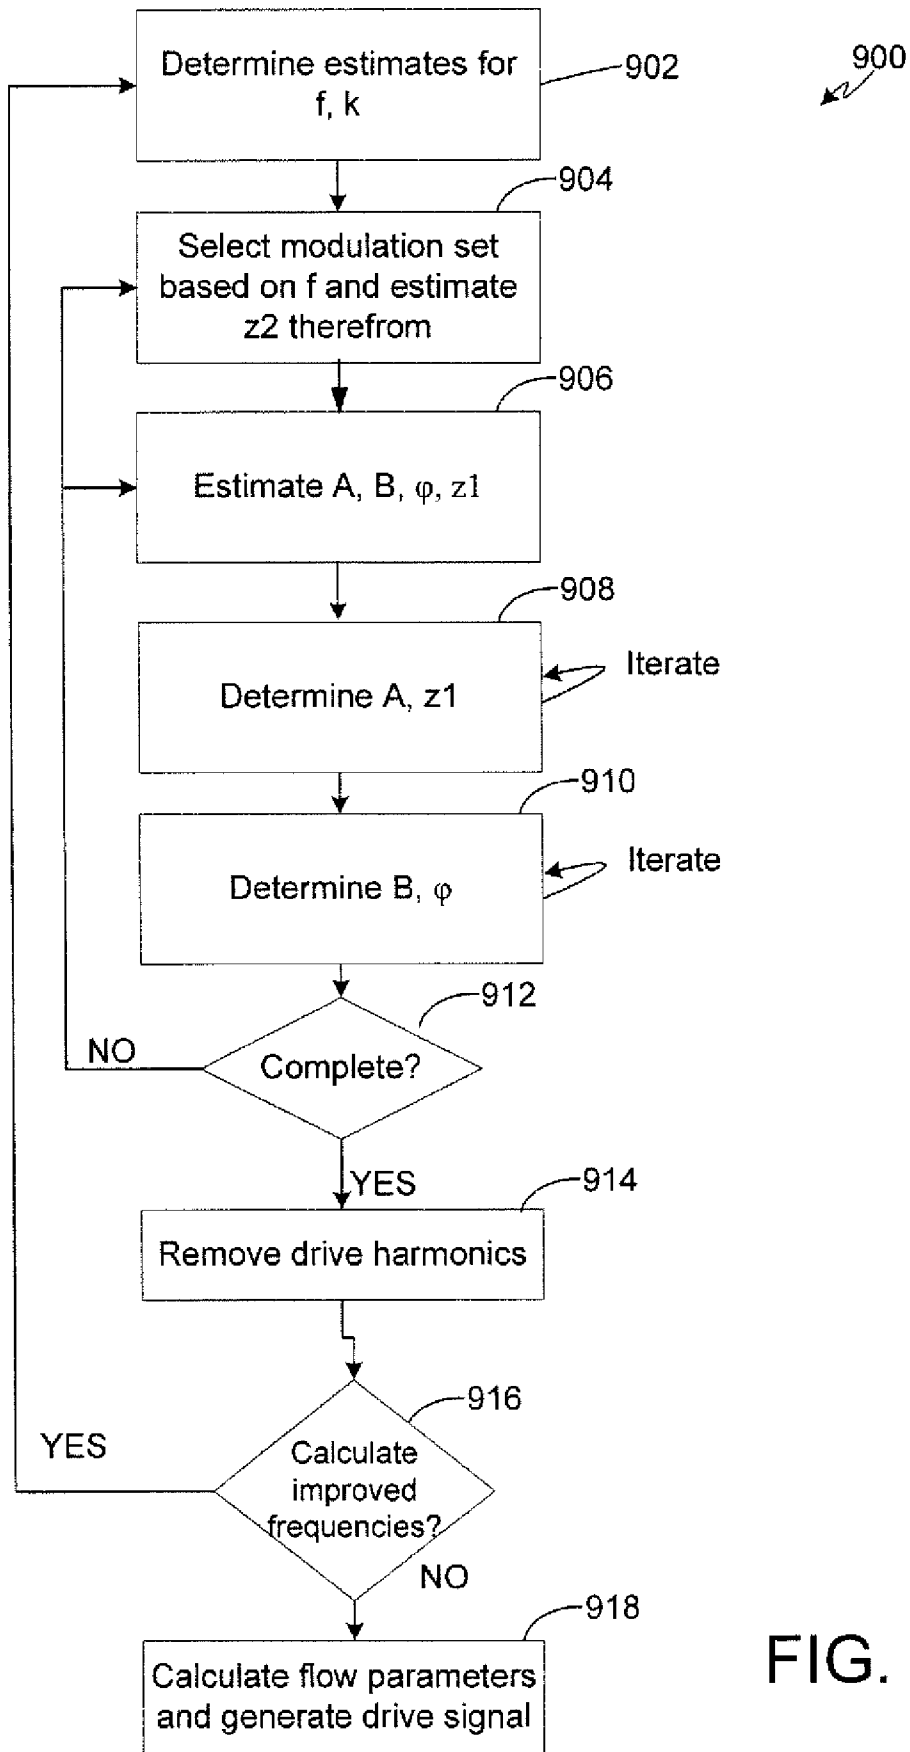 Determine estimates for
f, k
902
900
904
Select modulation set
based on f and estimate
z2 therefrom
906
Estimate A, B, φ, z1
908
Determine A, z1
Iterate
910
Determine B, φ
Iterate
912
Complete?
NO
YES
914
Remove drive harmonics
916
Calculate
improved
frequencies?
YES
NO
918
Calculate flow parameters
and generate drive signal
FIG.